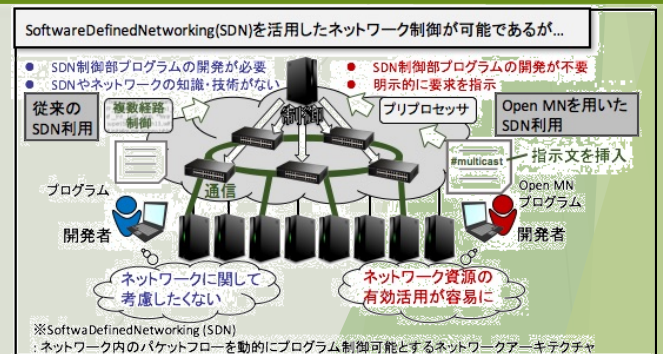 SoftwareDefinedNetworking(SDN)を活用したネットワーク制御が可能であるが...
● SDN制御部プログラムの開発が必要
● SDNやネットワークの知識・技術がない
● SDN制御部プログラムの開発が不要
● 明示的に要求を指示
従来の
SDN利用
複数経路
制御
制御
プリプロセッサ
Open MNを用いた
SDN利用
#multicast
指示文を挿入
プログラム
通信
Open MN
プログラム
開発者
開発者
ネットワークに関して
考慮したくない
ネットワーク資源の
有効活用が容易に
※SoftwaDefinedNetworking (SDN)
:ネットワーク内のパケットフローを動的にプログラム制御可能とするネットワークアーキテクチャ